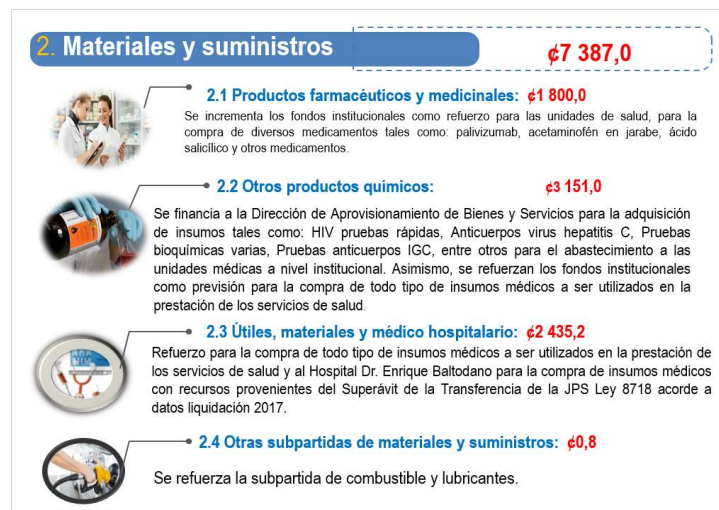 2. Materiales y suministros
¢7 387,0
2.1 Productos farmacéuticos y medicinales: ¢1 800,0
Se incrementa los fondos institucionales como refuerzo para las unidades de salud, para la
compra de diversos medicamentos tales como: palivizumab, acetaminofén en jarabe, ácido
salicílico y otros medicamentos.
2.2 Otros productos químicos: ¢3 151,0
Se financia a la Dirección de Aprovisionamiento de Bienes y Servicios para la adquisición
de insumos tales como: HIV pruebas rápidas, Anticuerpos virus hepatitis C, Pruebas
bioquímicas varias, Pruebas anticuerpos IGC, entre otros para el abastecimiento a las
unidades médicas a nivel institucional. Asimismo, se refuerzan los fondos institucionales
como previsión para la compra de todo tipo de insumos médicos a ser utilizados en la
prestación de los servicios de salud.
2.3 Útiles, materiales y médico hospitalario: ¢2 435,2
Refuerzo para la compra de todo tipo de insumos médicos a ser utilizados en la prestación de
los servicios de salud y al Hospital Dr. Enrique Baltodano para la compra de insumos médicos
con recursos provenientes del Superávit de la Transferencia de la JPS Ley 8718 acorde a
datos liquidación 2017.
2.4 Otras subpartidas de materiales y suministros: ¢0,8
Se refuerza la subpartida de combustible y lubricantes.